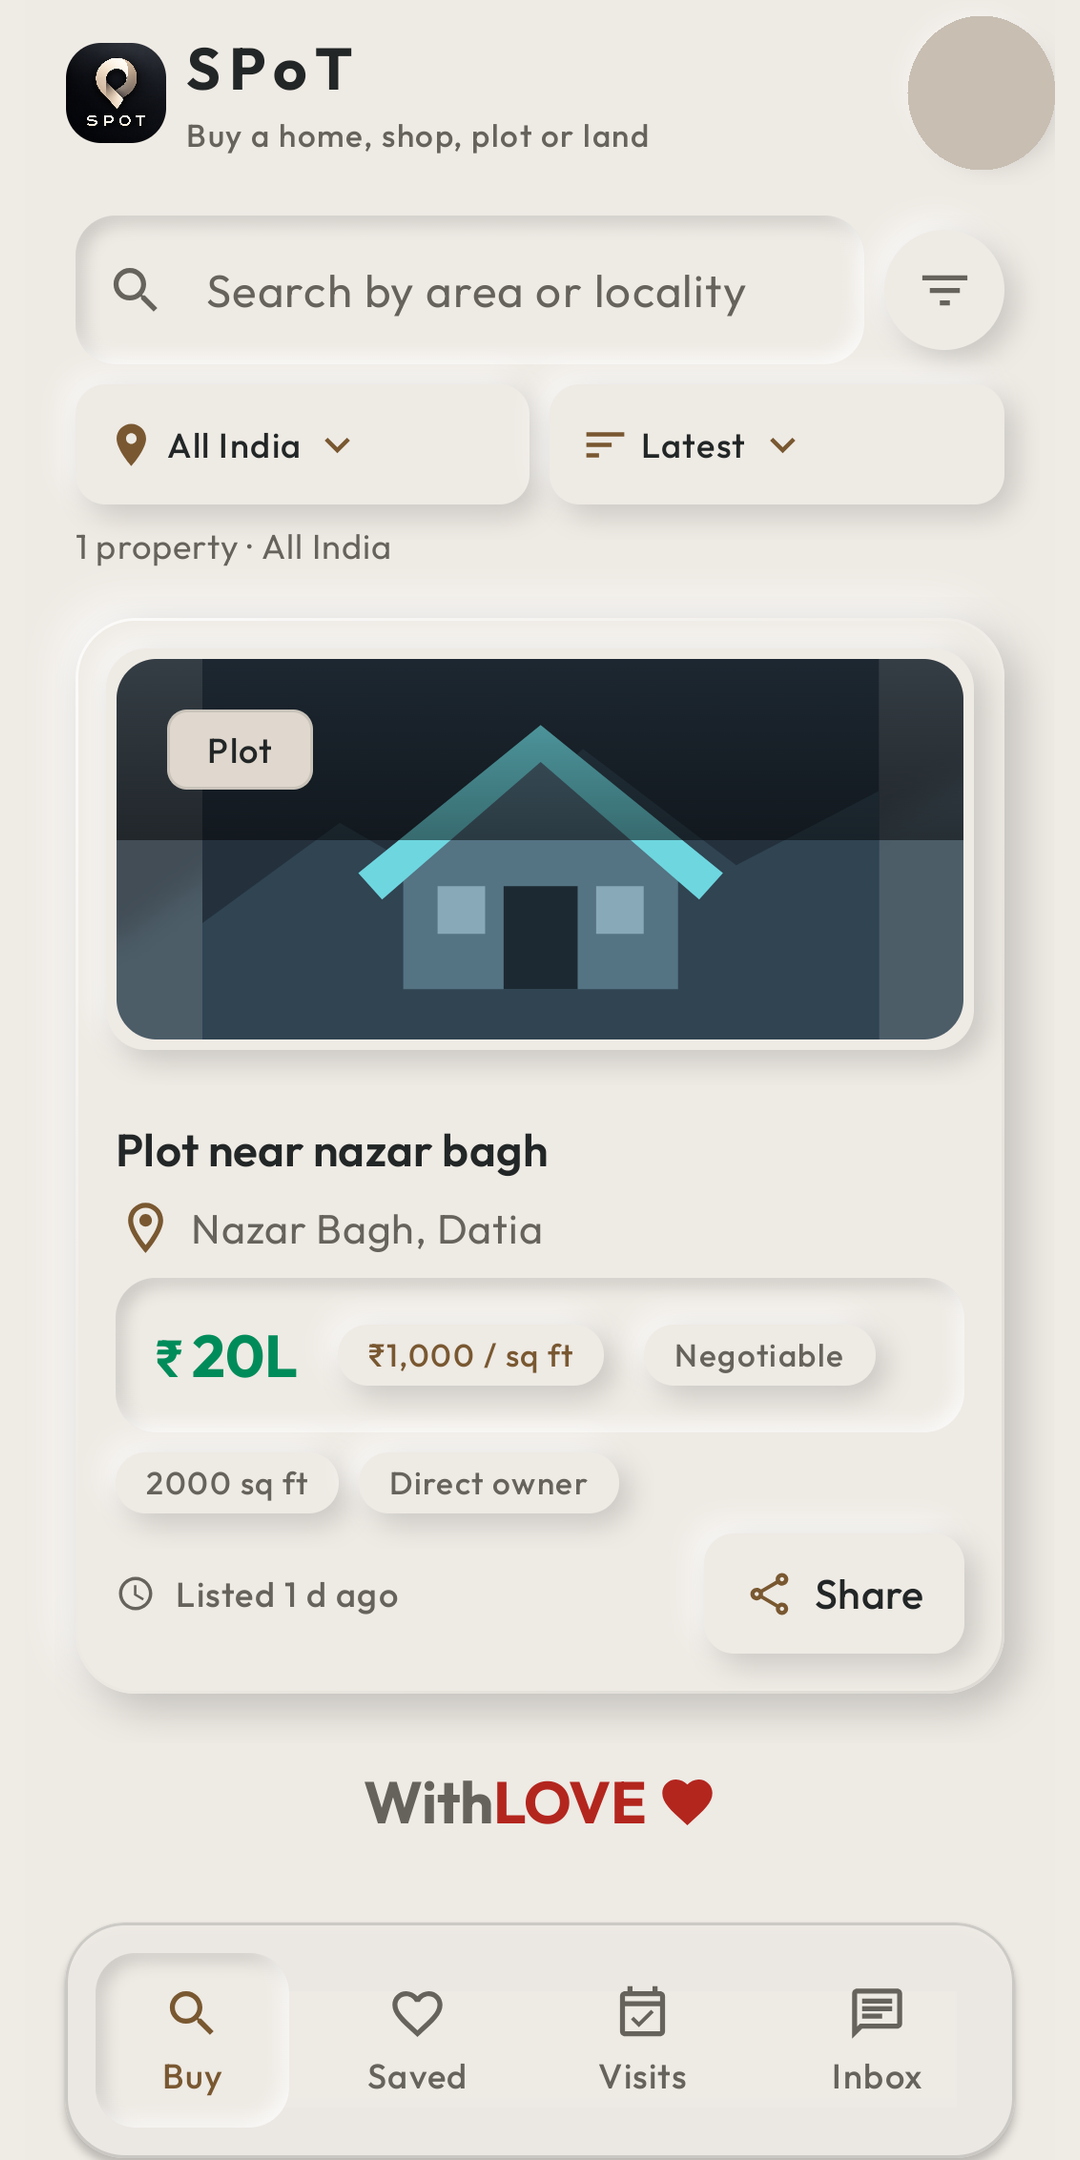 SPOT
SPoT
Buy a home, shop, plot or land
Search by area or locality
All India
Latest
1 property · All India
Plot
Plot near nazar bagh
Nazar Bagh, Datia
₹ 20L
₹1,000 / sq ft
Negotiable
2000 sq ft
Direct owner
Listed 1 d ago
Share
WithLOVE
Buy
Saved
Visits
Inbox